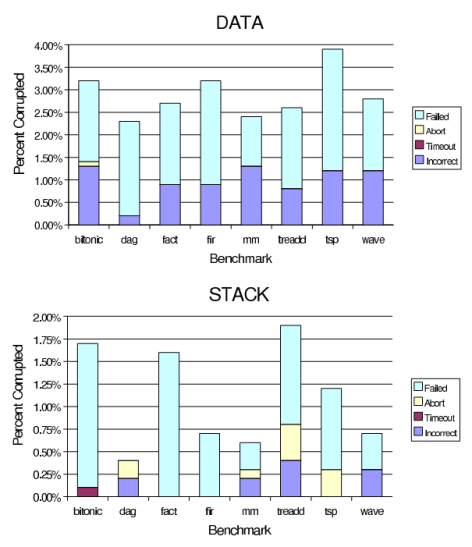 DATA
4.00%
3.50%
3.00%
2.50%
2.00%
1.50%
1.00%
0.50%
0.00%
Percent Corrupted
bitonic dag fact fir mm treadd tsp wave
Benchmark
Failed
Abort
Timeout
Incorrect
STACK
2.00%
1.75%
1.50%
1.25%
1.00%
0.75%
0.50%
0.25%
0.00%
Percent Corrupted
bitonic dag fact fir mm treadd tsp wave
Benchmark
Failed
Abort
Timeout
Incorrect